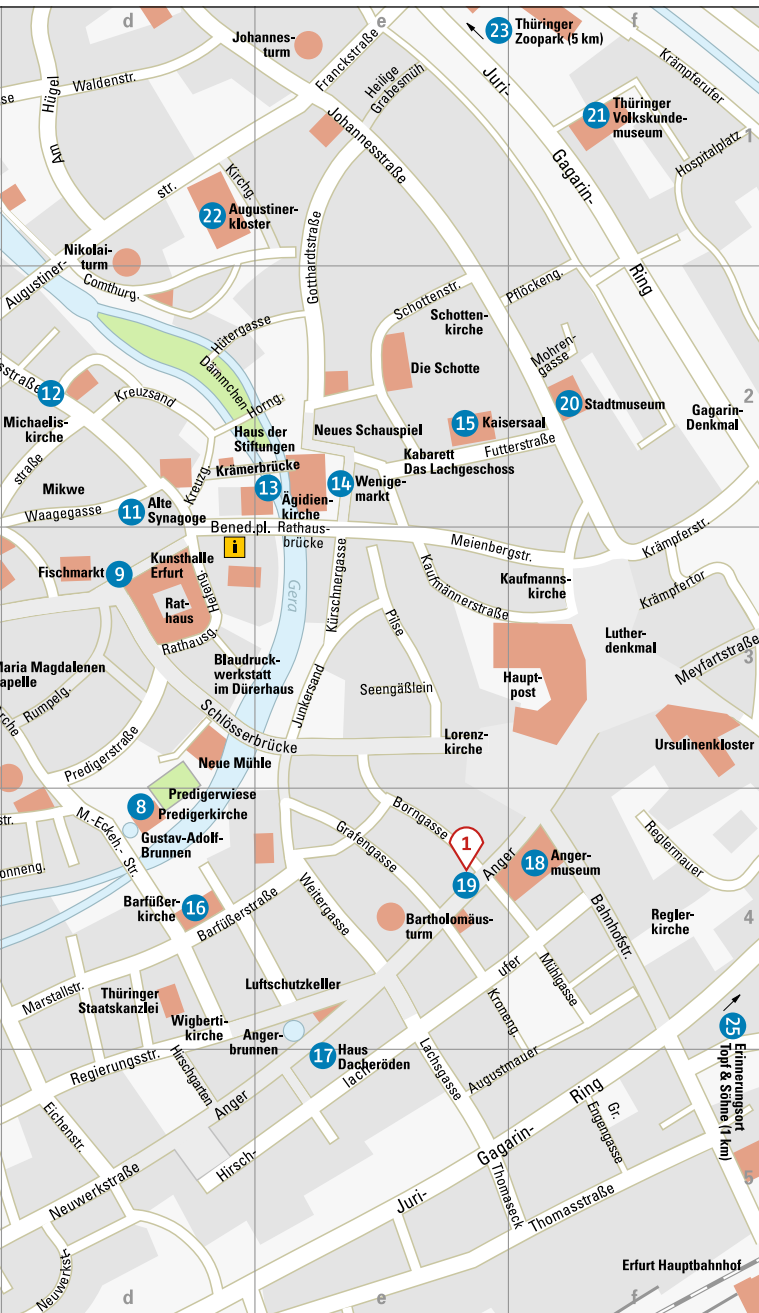 d
e
f
23 Thüringer
Zoopark (5 km)
Johannes-
turm
Franckstraße
Heilige
Grabesmüh
Juri-
Gagarin-
Ring
Krämpferufer
21 Thüringer
Volkskunde-
museum
1
Hospitalplatz
se
Waldenstr.
Am
Hügel
Johannesstraße
str.
Kirchg.
22 Augustiner-
kloster
Nikolai-
turm
Augustiner-
Comthurg.
Gotthardtstraße
Hütergasse
Schottenstr.
Pflöckeng.
Schotten-
kirche
Die Schotte
Mohren-
gasse
20 Stadtmuseum
2
Gagarin-
Denkmal
sstraße
12
Michaelis-
kirche
straße
Kreuzsand
Dämmchen
Horng.
Haus der
Stiftungen
Neues Schauspiel
15 Kaisersaal
Futterstraße
Kabarett
Das Lachgeschoss
Krämerbrücke
Kreuzg.
13
Ägidien-
kirche
14 Wenige-
markt
Mikwe
Waagegasse
11 Alte
Synagoge
Bened.pl.
Rathaus-
brücke
i
Meienbergstr.
Krämpferstr.
Fischmarkt 9
Kunsthalle
Erfurt
Rat-
haus
Rathausg.
Gera
Kürschnergasse
Pilse
Kaufmännerstraße
Kaufmanns-
kirche
Krämpfertor
Luther-
denkmal
3
Meyfartstraße
Maria Magdalenen
apelle
Rumpelg.
rche
Blaudruck-
werkstatt
im Dürerhaus
Junkersand
Seengäßlein
Haupt-
post
Predigerstraße
Schlösserbrücke
Lorenz-
kirche
Ursulinenkloster
Neue Mühle
Predigerwiese
8 Predigerkirche
Gustav-Adolf-
Brunnen
str.
M.-Eckeh.- Str.
onneng.
Borngasse
Grafengasse
1
19
Anger
18 Anger-
museum
Reglermauer
Barfüßer-
kirche
16
Barfüßerstraße
Weitergasse
Bartholomäus-
turm
Bahnhofstr.
Regler-
kirche
4
Marstallstr.
Thüringer
Staatskanzlei
Luftschutzkeller
ufer
Mühlgasse
Kroneng.
Wigberti-
kirche
Anger-
brunnen
17 Haus
Dacheröden
25 Erinnerungsort
Topf & Söhne (1 km)
Regierungsstr.
Hirschgarten
Anger
lach-
Lachsgasse
Augustmauer
Ring
Eichenstr.
Gr.
Engengasse
Hirsch-
Gagarin-
5
Neuwerkstraße
Juri-
Thomaseck
Thomasstraße
Neuwerkst-
Erfurt Hauptbahnhof
d
e
f